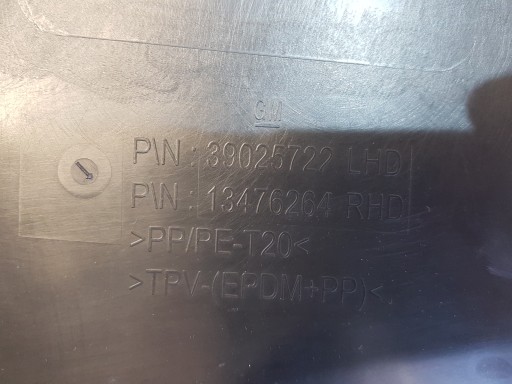 GM
P\N : 39025722 LHD
P\N : 13476264 RHD
>PP/PE-T20<
>TPV-(EPDM+PP)<